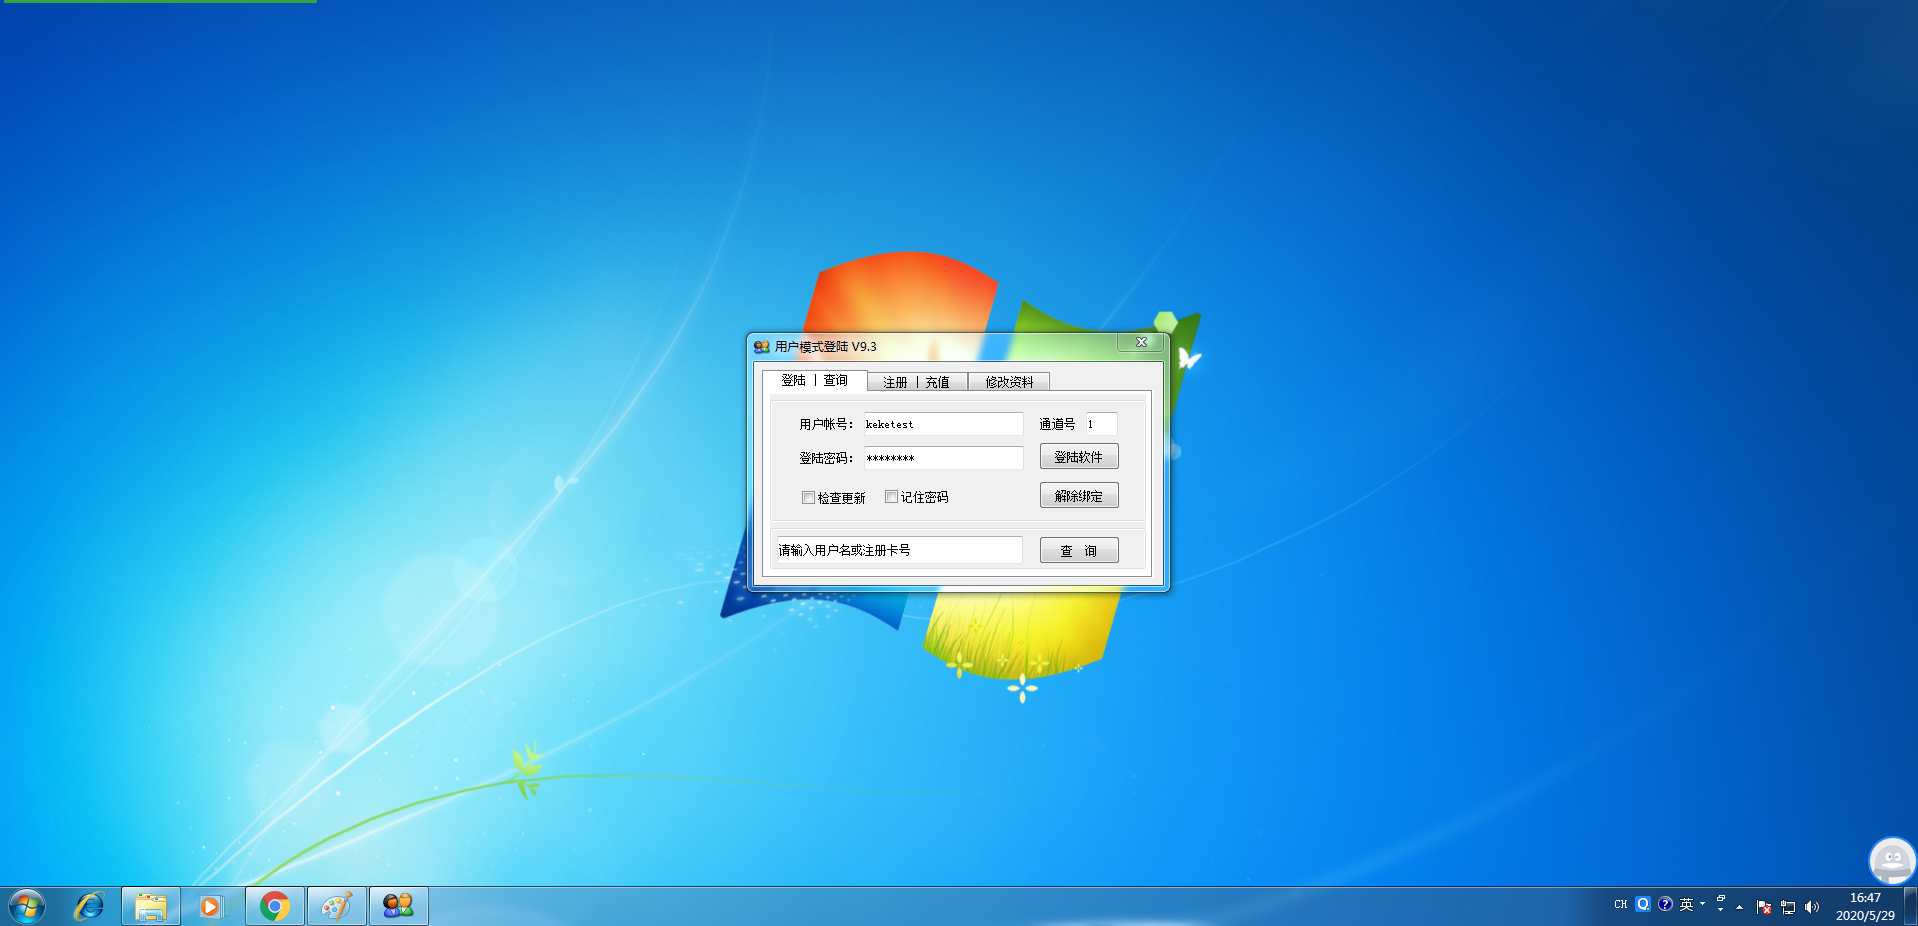 用户模式登陆 V9.3
登陆 | 查询
注册 | 充值
修改资料
用户帐号: keketest
通道号 1
登陆密码: ********
登陆软件
检查更新
记住密码
解除绑定
请输入用户名或注册卡号
查 询
CH
英
16:47
2020/5/29